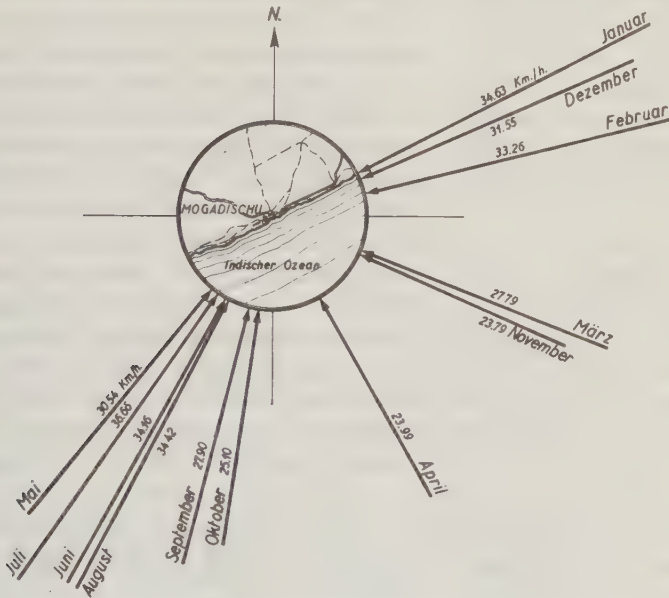 N.
Januar
34.63 Km./h.
Dezember
31.55
Februar
33.26
MOGADISCHU
Indischer Ozean
27.79
März
23.79 November
23.99
April
30.54 Km/h.
Mai
36.66
Juli
34.16
Juni
34.42
August
27.90
September
25.10
Oktober